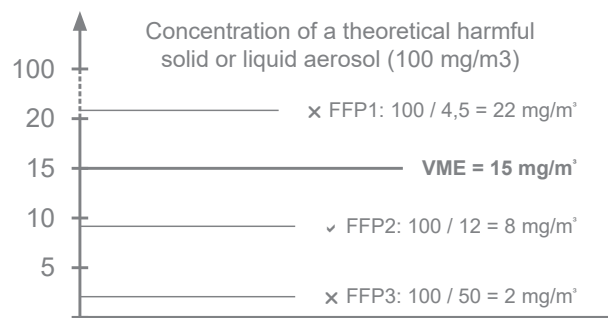 Concentration of a theoretical harmful
solid or liquid aerosol (100 mg/m3)
100
20
× FFP1: 100 / 4,5 = 22 mg/m³
15
VME = 15 mg/m³
10
✓ FFP2: 100 / 12 = 8 mg/m³
5
× FFP3: 100 / 50 = 2 mg/m³